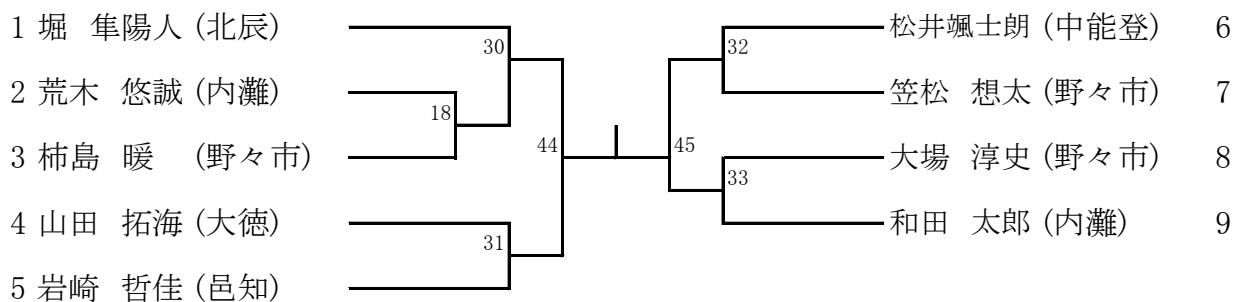 1 堀 隼陽人 (北辰)
2 荒木 悠誠 (内灘)
3 柿島 暖 (野々市)
4 山田 拓海 (大徳)
5 岩崎 哲佳 (邑知)
30
18
31
44
45
32
33
松井颯士朗 (中能登) 6
笠松 想太 (野々市) 7
大場 淳史 (野々市) 8
和田 太郎 (内灘) 9